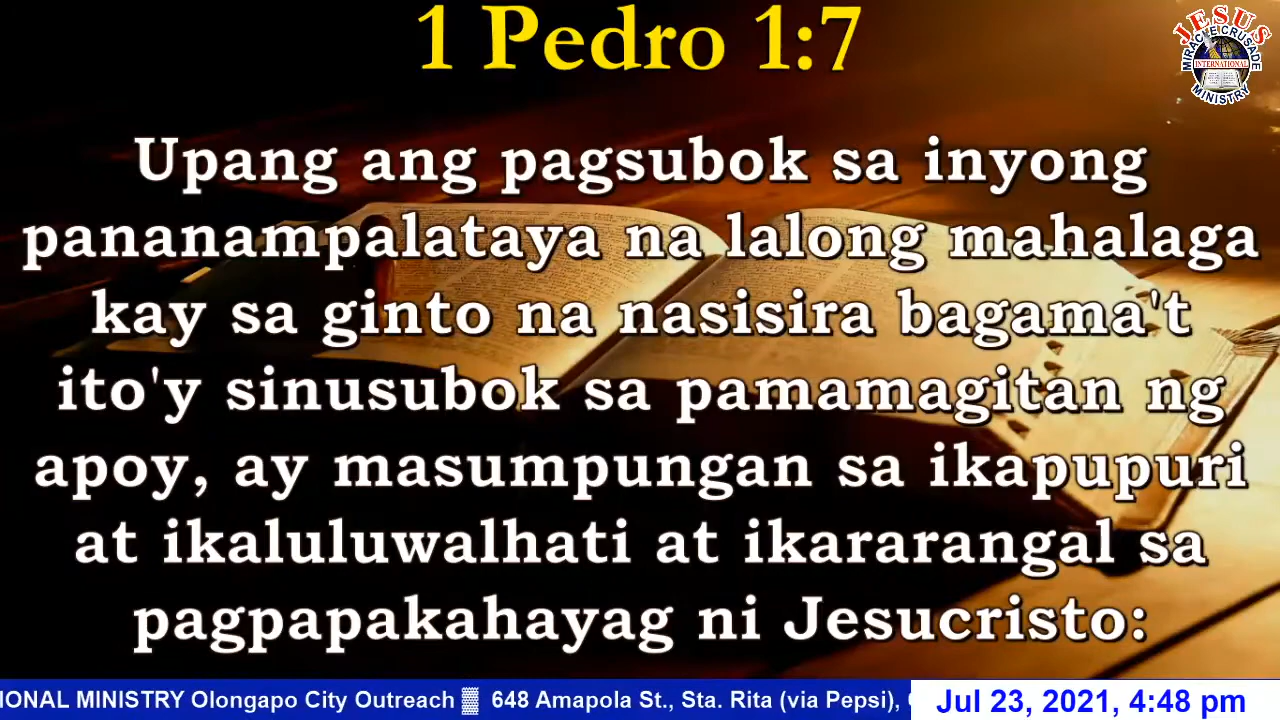 1 Pedro 1:7
JESUS
MIRACLE CRUSADE
INTERNATIONAL
MINISTRY
Upang ang pagsubok sa inyong
pananampalataya na lalong mahalaga
kay sa ginto na nasisira bagama't
ito'y sinusubok sa pamamagitan ng
apoy, ay masumpungan sa ikapupuri
at ikaluluwalhati at ikararangal sa
pagpapakahayag ni Jesucristo:
IONAL MINISTRY Olongapo City Outreach ▓ 648 Amapola St., Sta. Rita (via Pepsi),
Jul 23, 2021, 4:48 pm